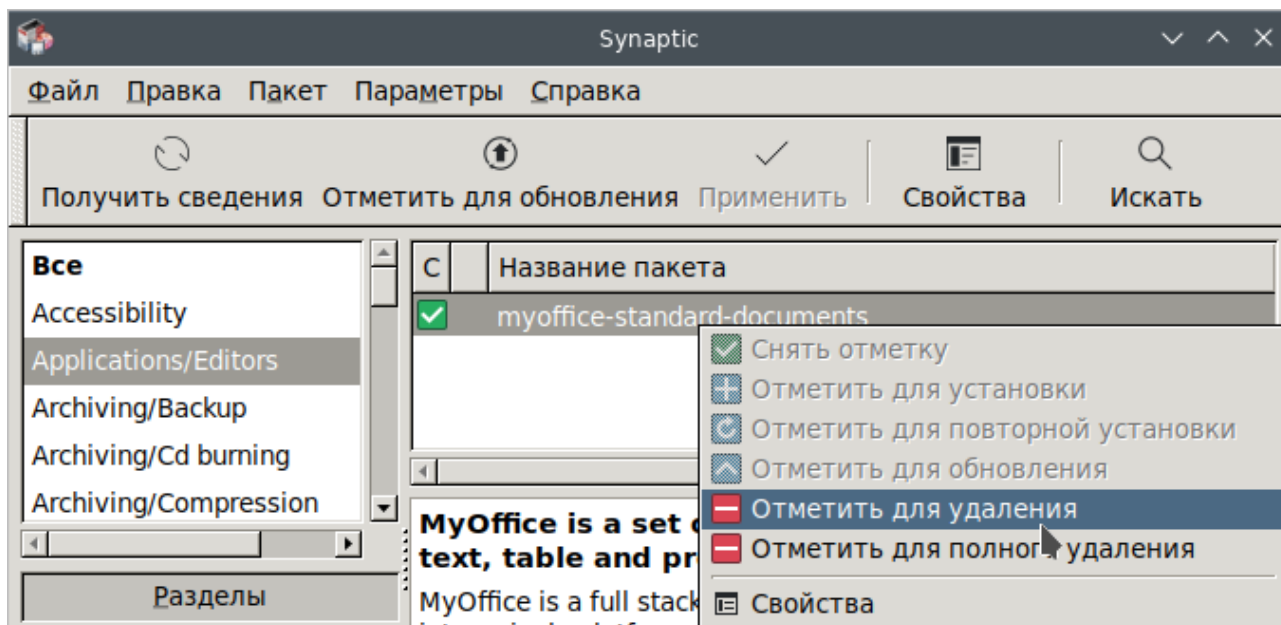 Synaptic
Файл Правка Пакет Параметры Справка
Получить сведения Отметить для обновления Применить Свойства Искать
Все
Accessibility
Applications/Editors
Archiving/Backup
Archiving/Cd burning
Archiving/Compression
Разделы
С Название пакета
myoffice-standard-documents
Снять отметку
Отметить для установки
Отметить для повторной установки
Отметить для обновления
Отметить для удаления
Отметить для полного удаления
Свойства
MyOffice is a set
text, table and
MyOffice is a full stack